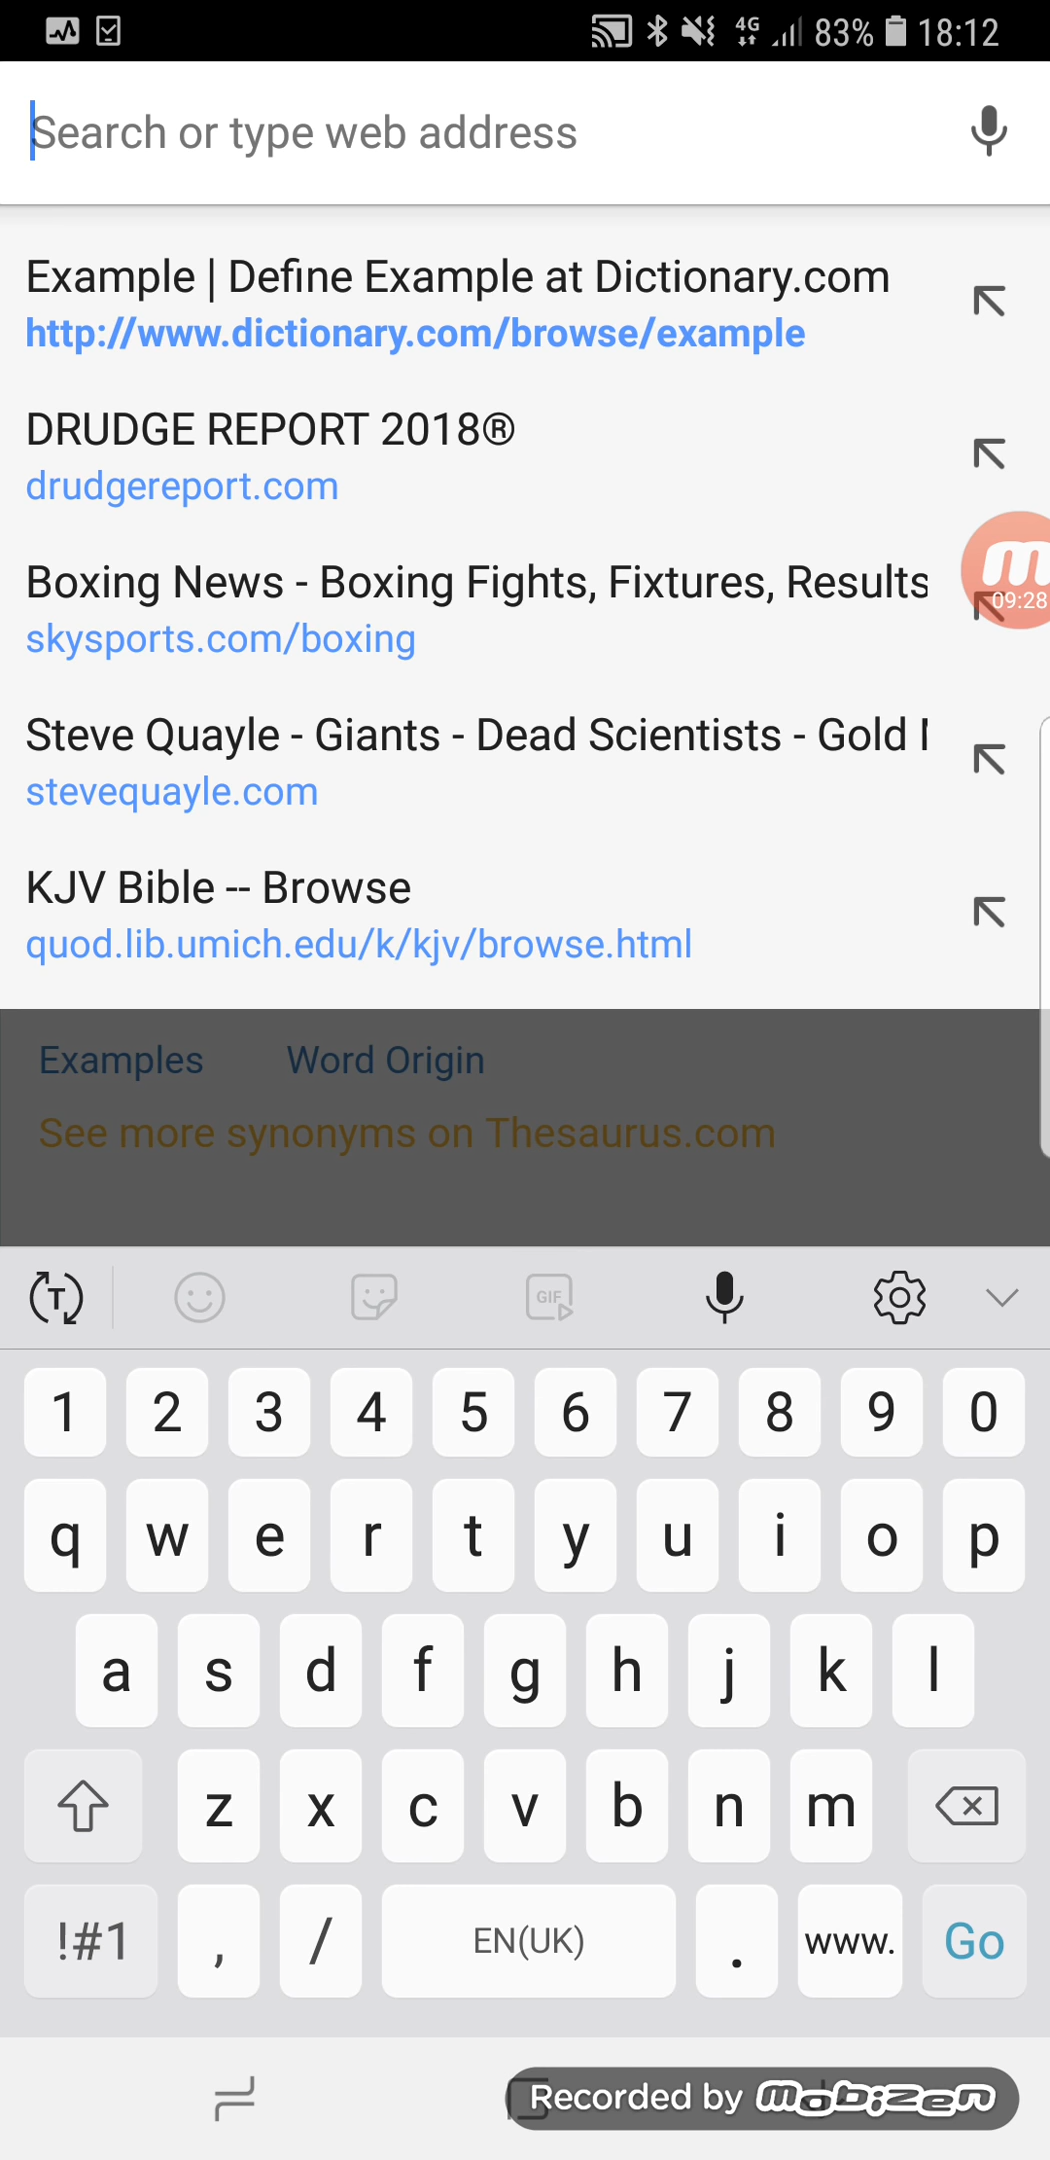 4G 83% 18:12
Search or type web address
Example | Define Example at Dictionary.com
http://www.dictionary.com/browse/example
DRUDGE REPORT 2018®
drudgereport.com
Boxing News - Boxing Fights, Fixtures, Results
skysports.com/boxing
m
09:28
Steve Quayle - Giants - Dead Scientists - Gold
stevequayle.com
KJV Bible -- Browse
quod.lib.umich.edu/k/kjv/browse.html
Examples Word Origin
See more synonyms on Thesaurus.com
T GIF
1 2 3 4 5 6 7 8 9 0
q w e r t y u i o p
a s d f g h j k l
z x c v b n m
!#1 , / EN(UK) . www. Go
Recorded by mobizen